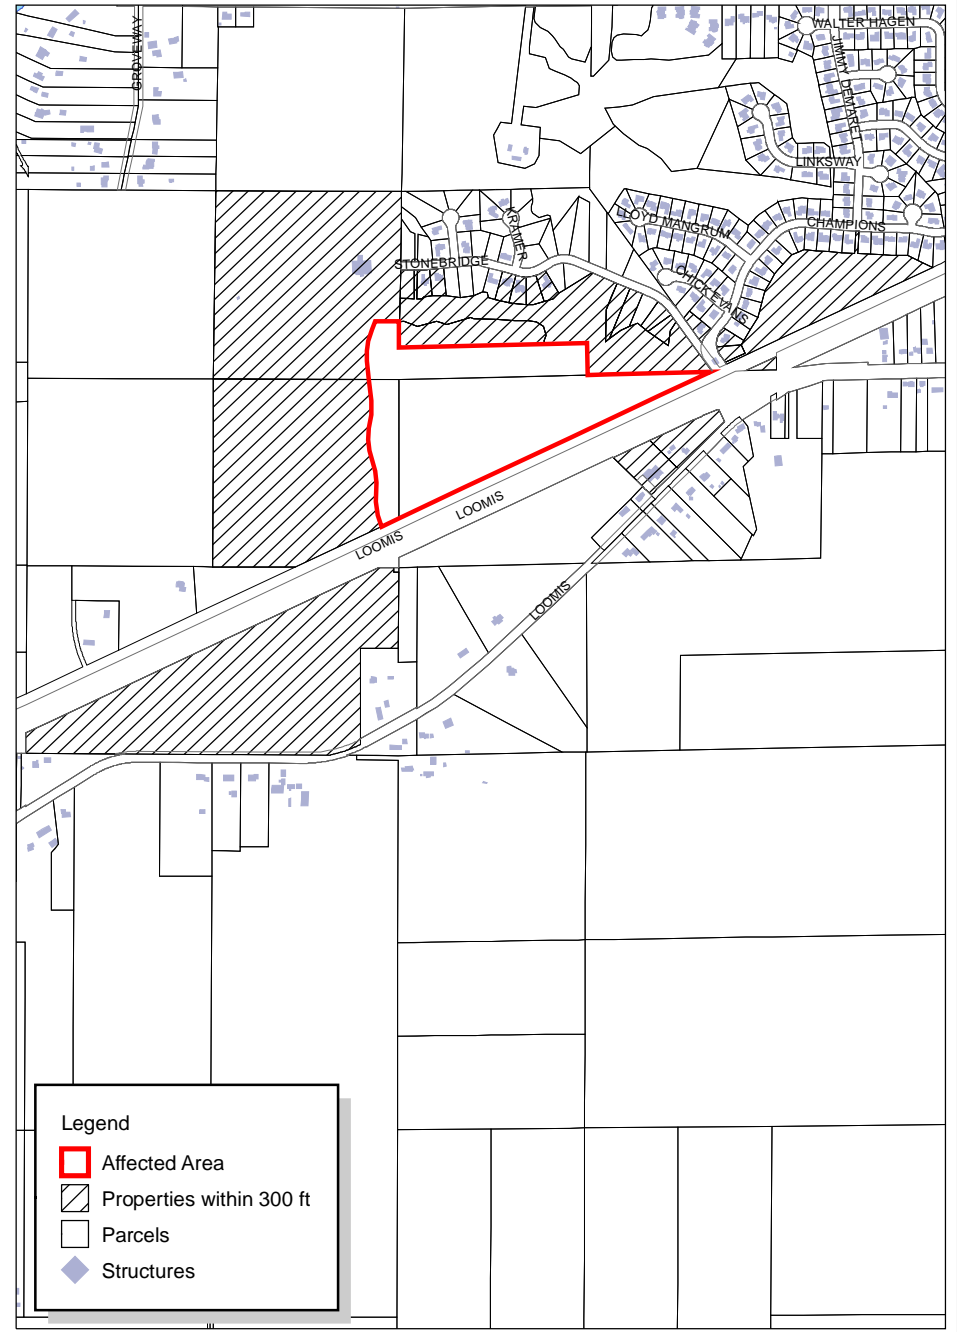 WALTER HAGEN
GROVEWAY
JIMMY DEMARET
LINKSWAY
LLOYD MANGRUM
KRAMER
CHAMPIONS
STONEBRIDGE
CHICK EVANS
LOOMIS
LOOMIS
LOOMIS
Legend
Affected Area
Properties within 300 ft
Parcels
Structures